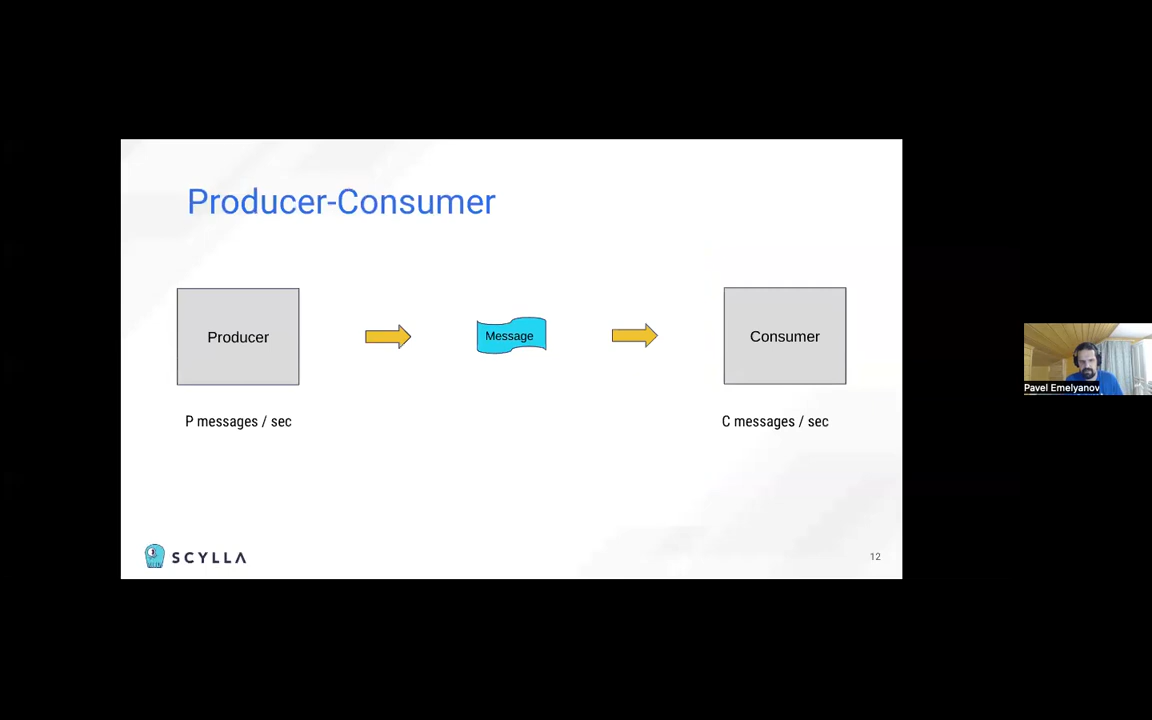 Producer-Consumer
Producer
Message
Consumer
P messages / sec
C messages / sec
SCYLLA
12
Pavel Emelyanov